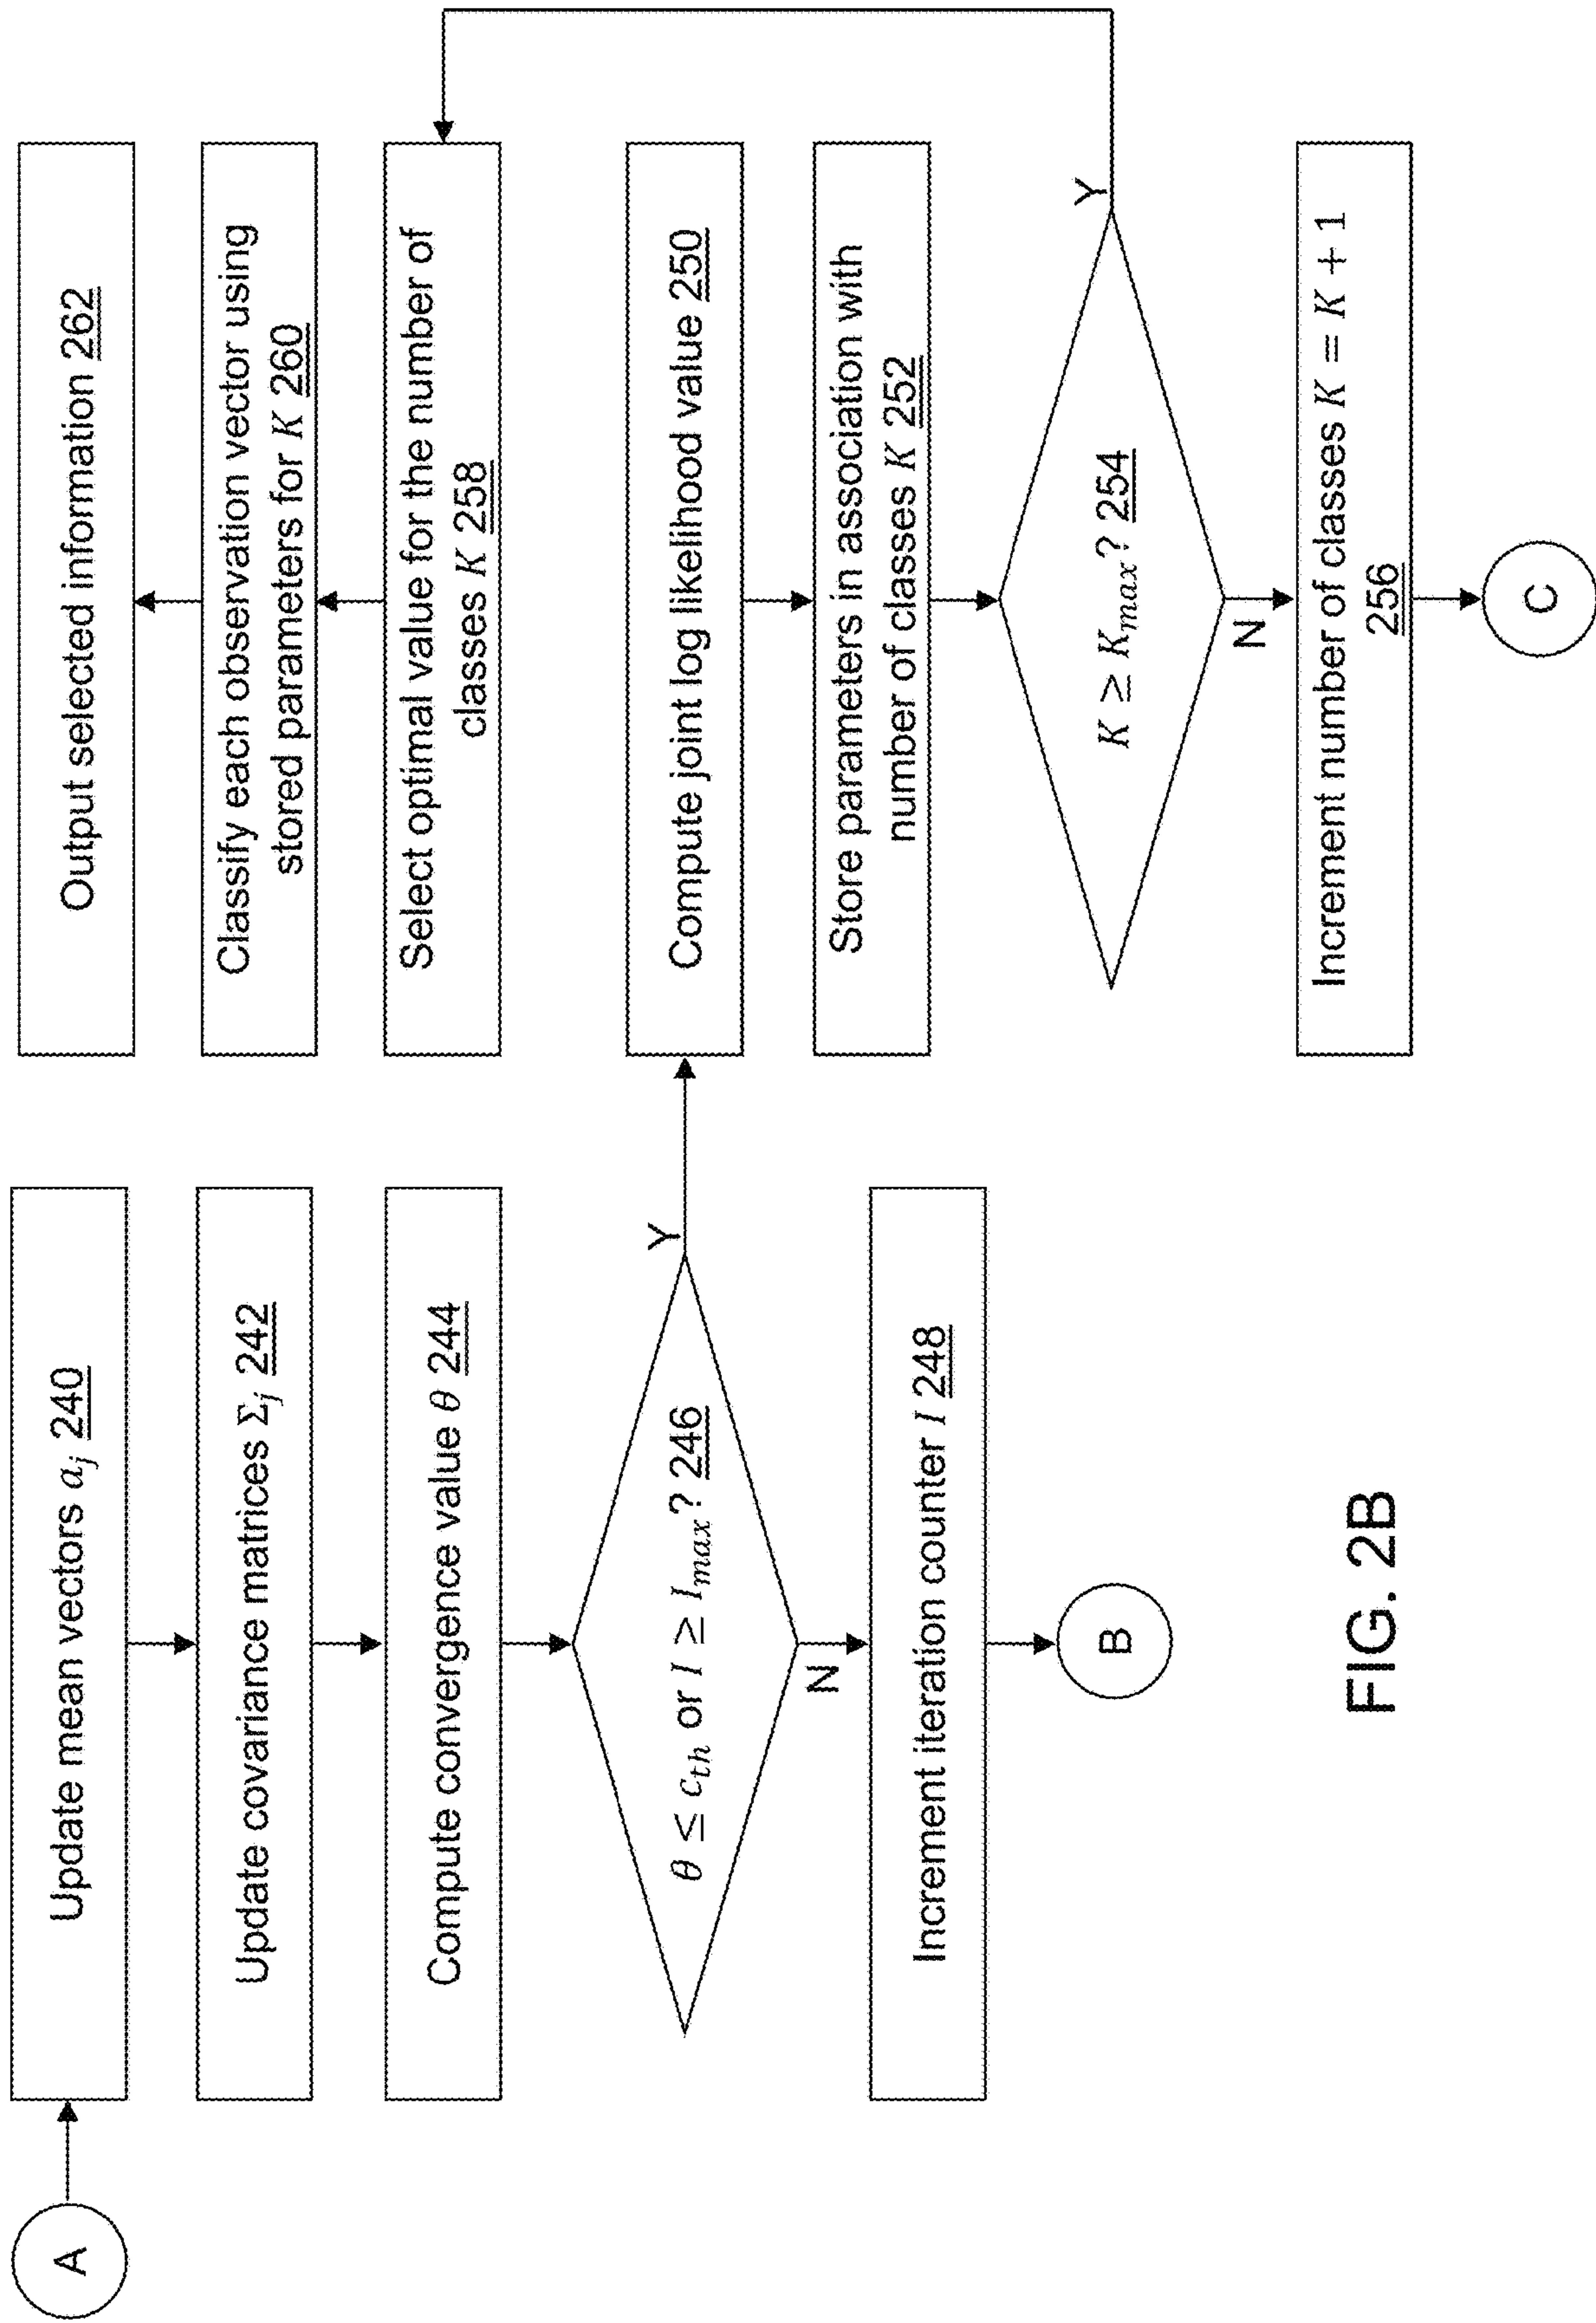 A
Update mean vectors a_j 240
Update covariance matrices Σ_j 242
Compute convergence value θ 244
θ ≤ c_th or I ≥ I_max? 246
Y
N
Increment iteration counter I 248
B
Output selected information 262
Classify each observation vector using
stored parameters for K 260
Select optimal value for the number of
classes K 258
Compute joint log likelihood value 250
Store parameters in association with
number of classes K 252
K ≥ K_max? 254
Y
N
Increment number of classes K = K + 1
256
C
FIG. 2B